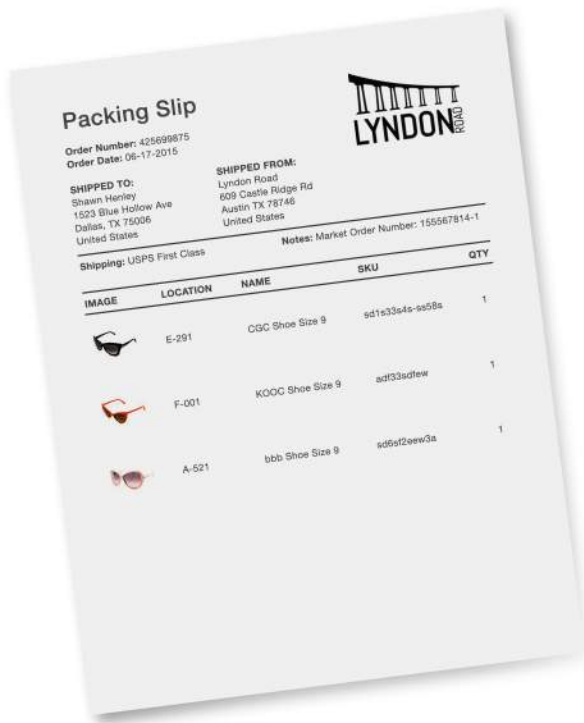 Packing Slip
LYNDON
ROAD
Order Number: 425699875
Order Date: 06-17-2015
SHIPPED TO:
Shawn Henley
1523 Blue Hollow Ave
Dallas, TX 75006
United States
SHIPPED FROM:
Lyndon Road
609 Castle Ridge Rd
Austin TX 78746
United States
Shipping: USPS First Class
Notes: Market Order Number: 155567814-1
IMAGE LOCATION NAME SKU QTY
E-291 CGC Shoe Size 9 sd1s33s4s-ss58s 1
F-001 KOOC Shoe Size 9 adf33sdfew 1
A-521 bbb Shoe Size 9 sd6sf2eew3a 1